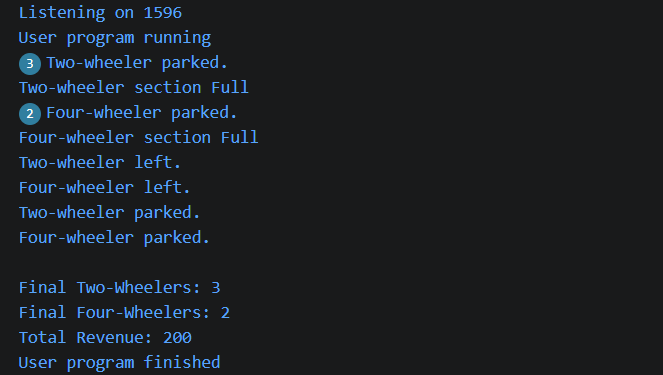 Listening on 1596
User program running
3 Two-wheeler parked.
Two-wheeler section Full
2 Four-wheeler parked.
Four-wheeler section Full
Two-wheeler left.
Four-wheeler left.
Two-wheeler parked.
Four-wheeler parked.
Final Two-Wheelers: 3
Final Four-Wheelers: 2
Total Revenue: 200
User program finished